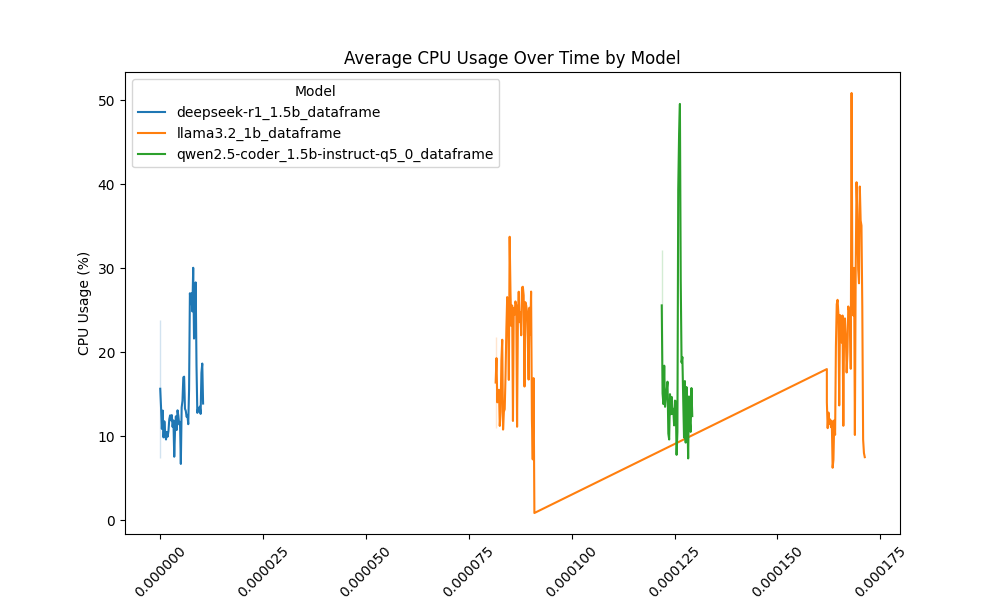 Average CPU Usage Over Time by Model
Model
deepseek-r1_1.5b_dataframe
llama3.2_1b_dataframe
qwen2.5-coder_1.5b-instruct-q5_0_dataframe
CPU Usage (%)
50
40
30
20
10
0
0.000000
0.000025
0.000050
0.000075
0.000100
0.000125
0.000150
0.000175